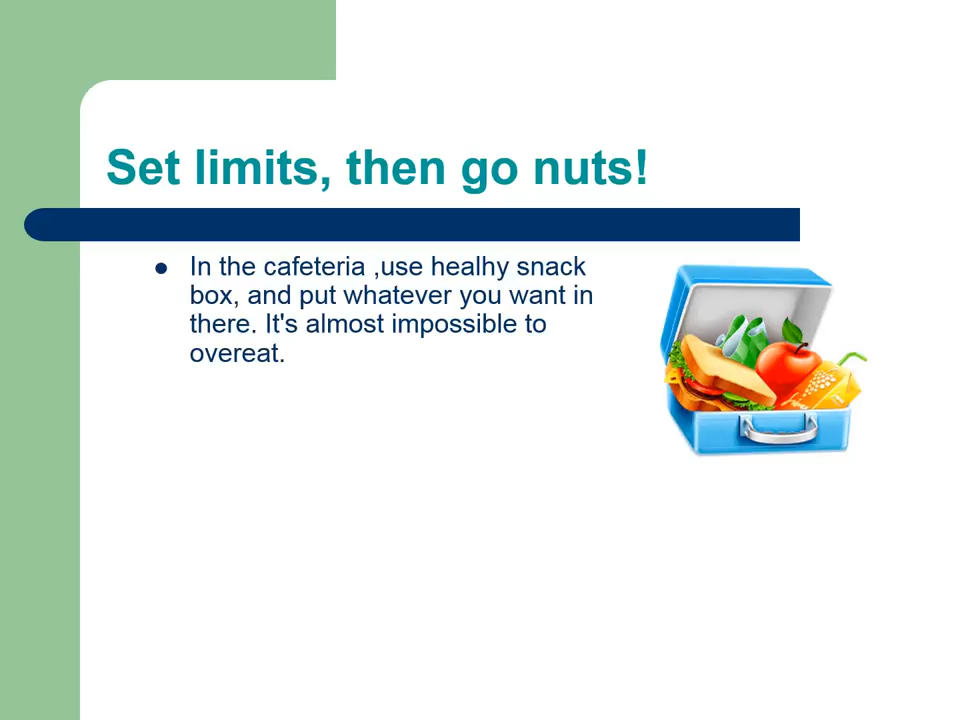 Set limits, then go nuts!
In the cafeteria ,use healhy snack
box, and put whatever you want in
there. It's almost impossible to
overeat.